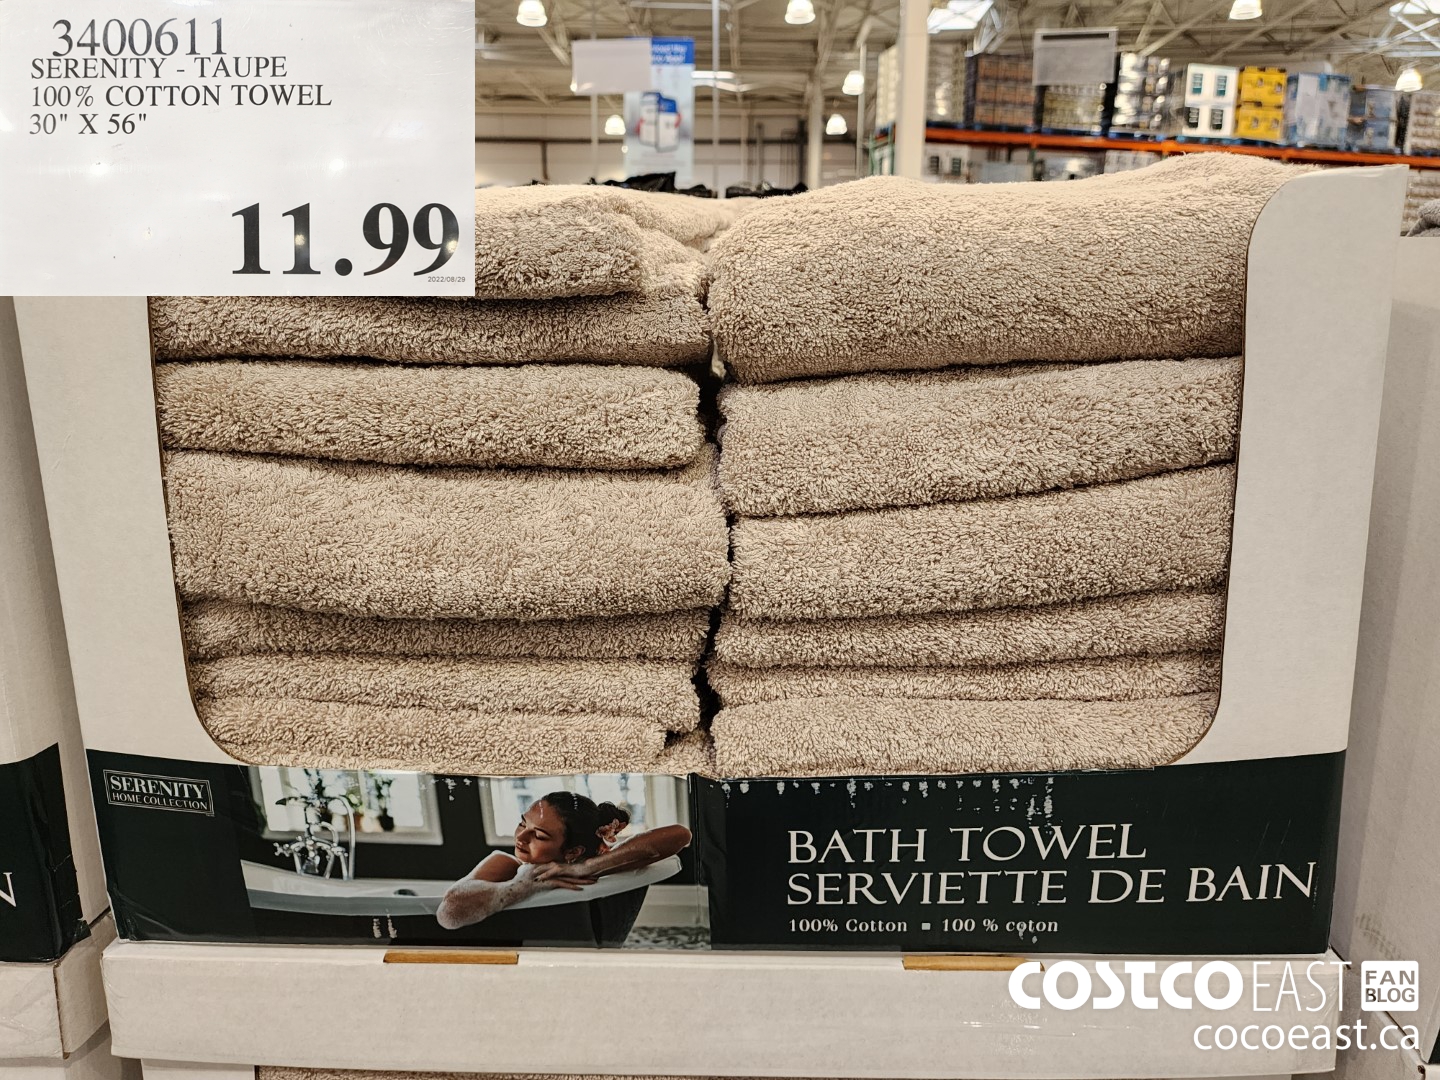 3400611
SERENITY - TAUPE
100% COTTON TOWEL
30" X 56"
11.99
2022/08/29
SERENITY
HOME COLLECTION
BATH TOWEL
SERVIETTE DE BAIN
100% Cotton ▪ 100 % coton
N
COSTCO EAST FAN BLOG
cocoeast.ca